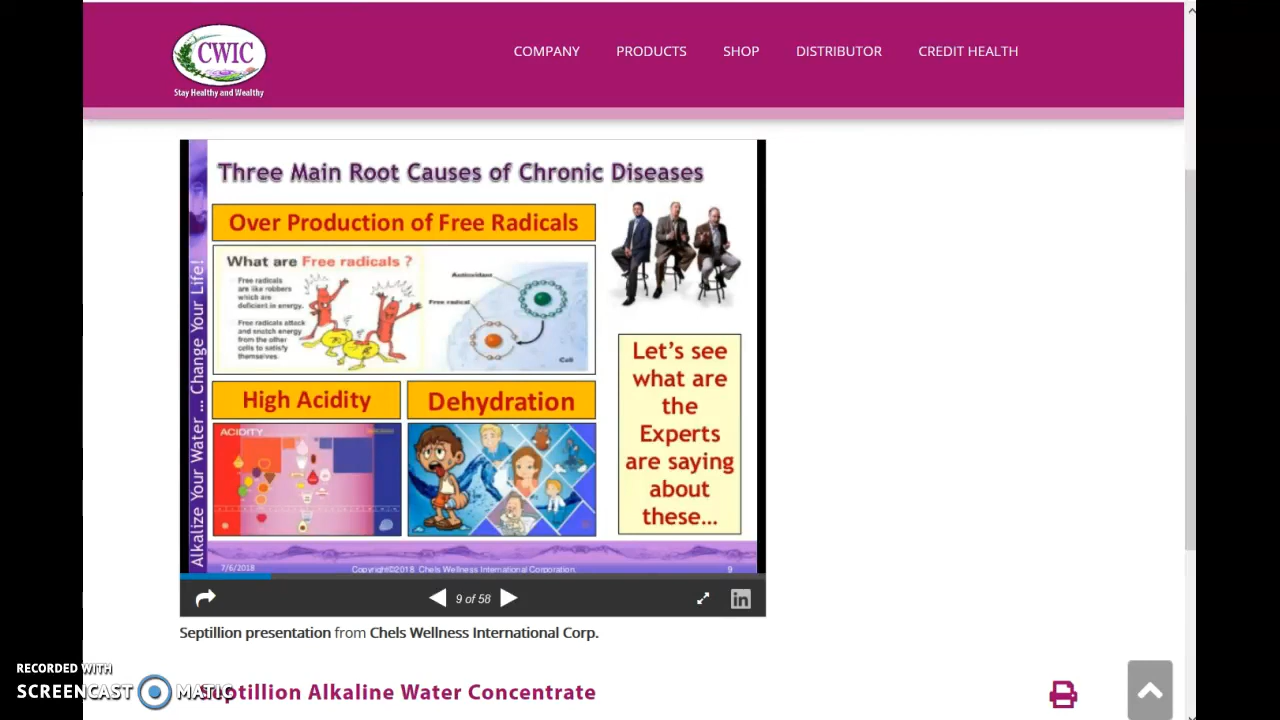 CWIC
Stay Healthy and Wealthy
COMPANY
PRODUCTS
SHOP
DISTRIBUTOR
CREDIT HEALTH
Three Main Root Causes of Chronic Diseases
Over Production of Free Radicals
What are Free radicals ?
Free radicals
are like robbers
which are
deficient in energy.
Free radicals attack
and snatch energy
from the other
cells to satisfy
themselves.
Antioxidant
Free radical
Cell
High Acidity
Dehydration
ACIDITY
Let's see
what are
the
Experts
are saying
about
these...
Alkalize Your Water ... Change Your Life!
7/6/2018
Copyright©2018 Chels Wellness International Corporation.
9
9 of 58
in
Septillion presentation from Chels Wellness International Corp.
Septillion Alkaline Water Concentrate
RECORDED WITH
SCREENCAST MATIC